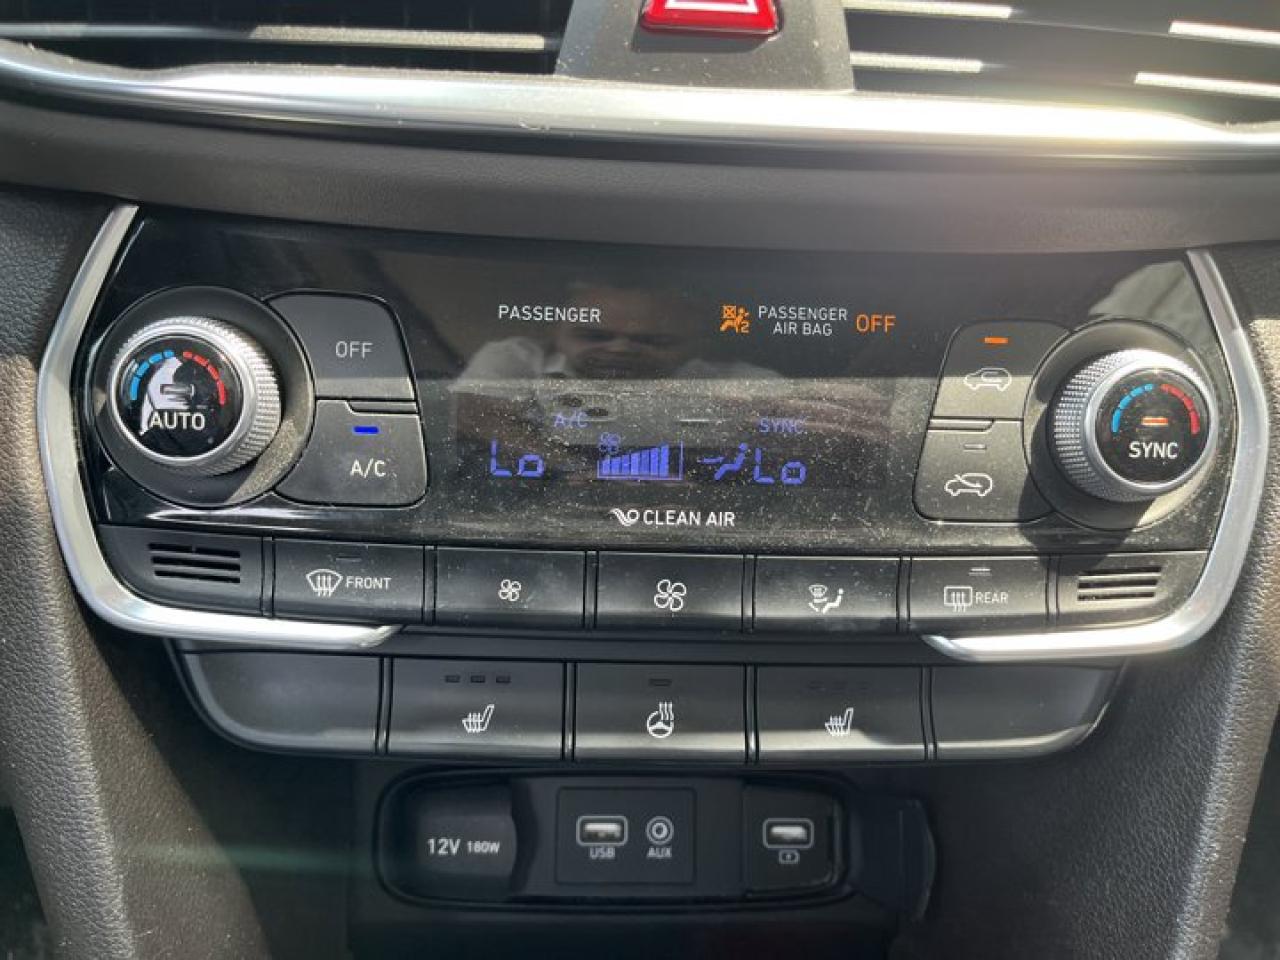 PASSENGER
PASSENGER AIR BAG OFF
2
OFF
AUTO
A/C
A/C
SYNC
Lo
Lo
SYNC
CLEAN AIR
FRONT
REAR
12V 180W
USB
AUX